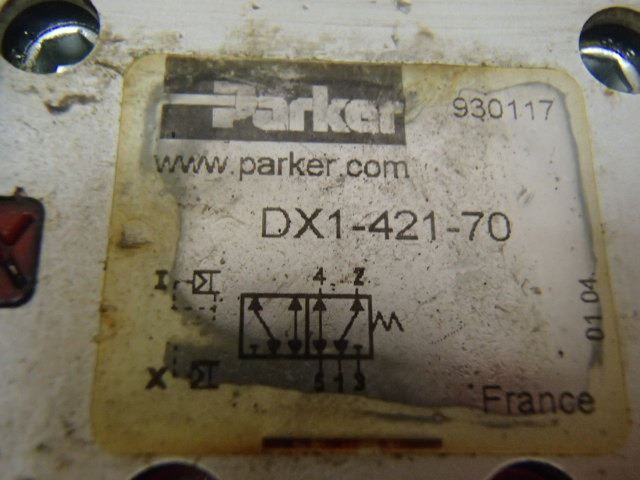 Parker
930117
www.parker.com
DX1-421-70
I
4 2
X
5 1 3
01 04
France